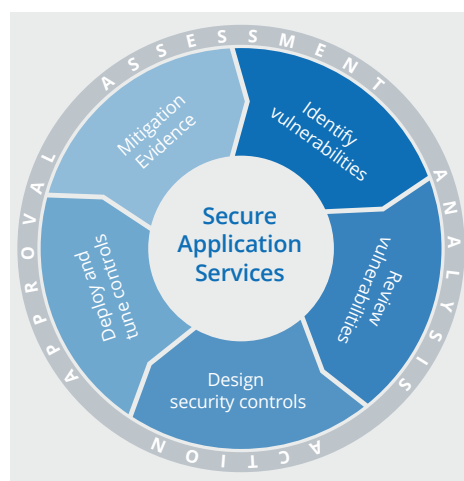 ASSESSMENT
ANALYSIS
ACTION
APPROVAL
Identify
vulnerabilities
Review
vulnerabilities
Design
security controls
Deploy and
tune controls
Mitigation
Evidence
Secure
Application
Services